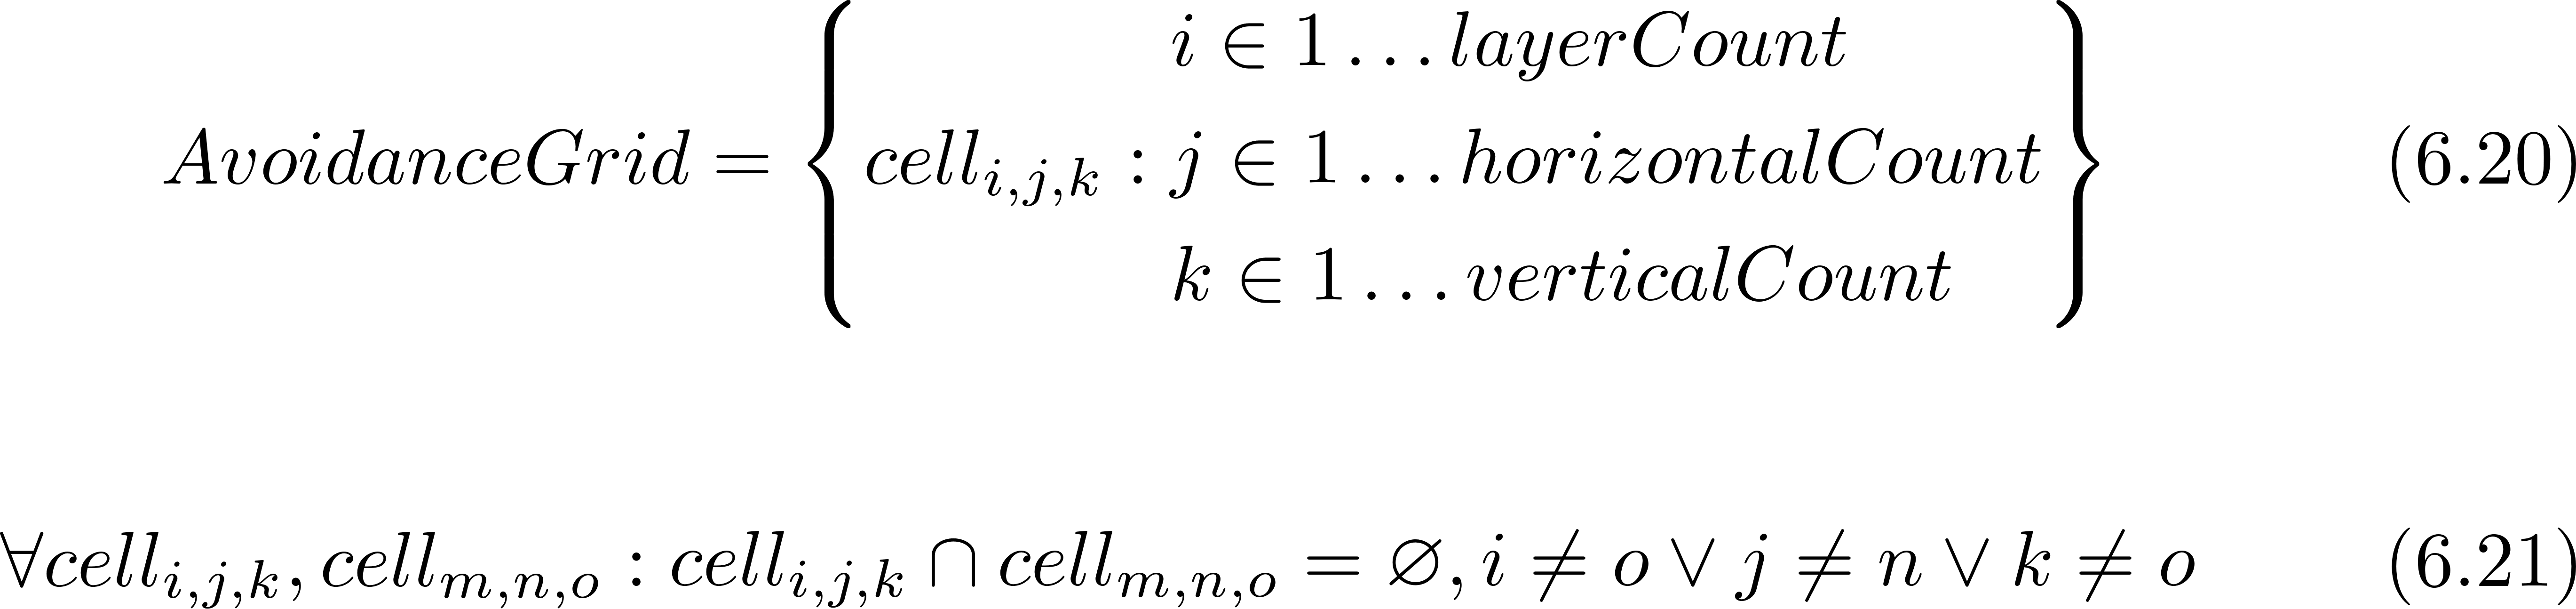 i ∈ 1 … layerCount
AvoidanceGrid = { cell_{i,j,k} : j ∈ 1 … horizontalCount } (6.20)
k ∈ 1 … verticalCount
∀cell_{i,j,k}, cell_{m,n,o} : cell_{i,j,k} ∩ cell_{m,n,o} = ∅, i ≠ o ∨ j ≠ n ∨ k ≠ o (6.21)